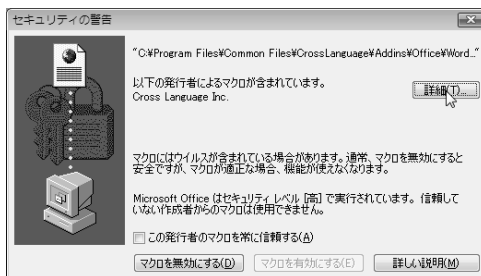 セキュリティの警告
"C:¥Program Files¥Common Files¥CrossLanguage¥Addins¥Office¥Word..."
以下の発行者によるマクロが含まれています。
Cross Language Inc.
詳細(T)...
マクロにはウイルスが含まれている場合があります。通常、マクロを無効にすると
安全ですが、マクロが適正な場合、機能が使えなくなります。
Microsoft Office はセキュリティ レベル [高] で実行されています。信頼して
いない作成者からのマクロは使用できません。
この発行者のマクロを常に信頼する(A)
マクロを無効にする(D) マクロを有効にする(E) 詳しい説明(M)